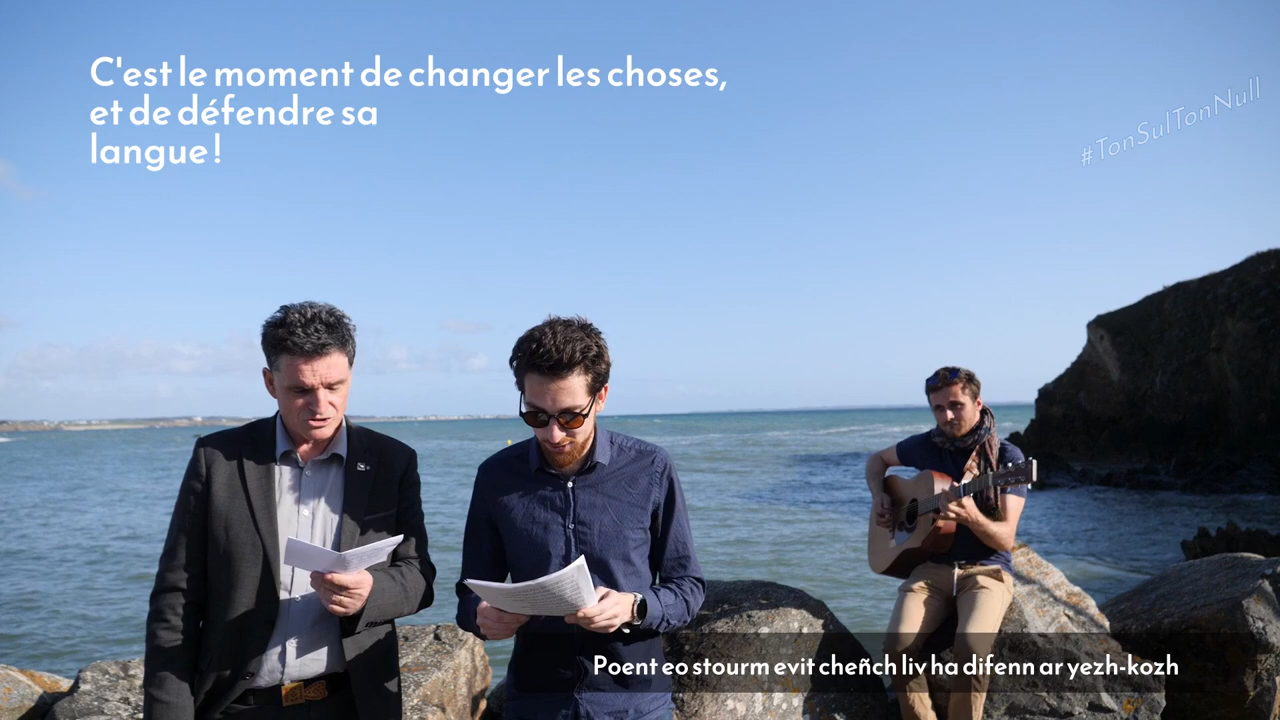 C'est le moment de changer les choses,
et de défendre sa
langue !
#TonSulTonNull
Poent eo stourm evit cheñch liv ha difenn ar yezh-kozh